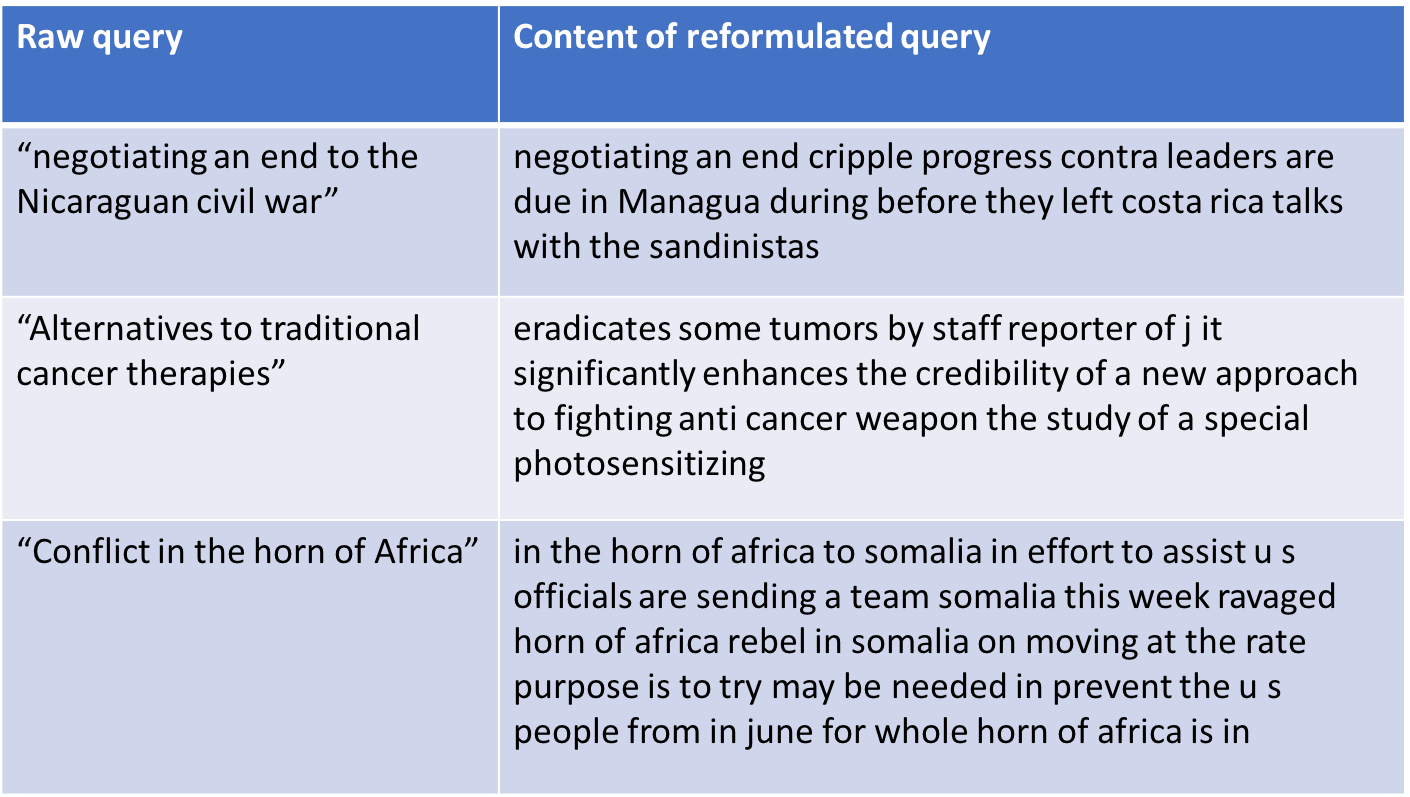 Raw query
Content of reformulated query
“negotiating an end to the
Nicaraguan civil war”
negotiating an end cripple progress contra leaders are
due in Managua during before they left costa rica talks
with the sandinistas
“Alternatives to traditional
cancer therapies”
eradicates some tumors by staff reporter of j it
significantly enhances the credibility of a new approach
to fighting anti cancer weapon the study of a special
photosensitizing
“Conflict in the horn of Africa”
in the horn of africa to somalia in effort to assist u s
officials are sending a team somalia this week ravaged
horn of africa rebel in somalia on moving at the rate
purpose is to try may be needed in prevent the u s
people from in june for whole horn of africa is in